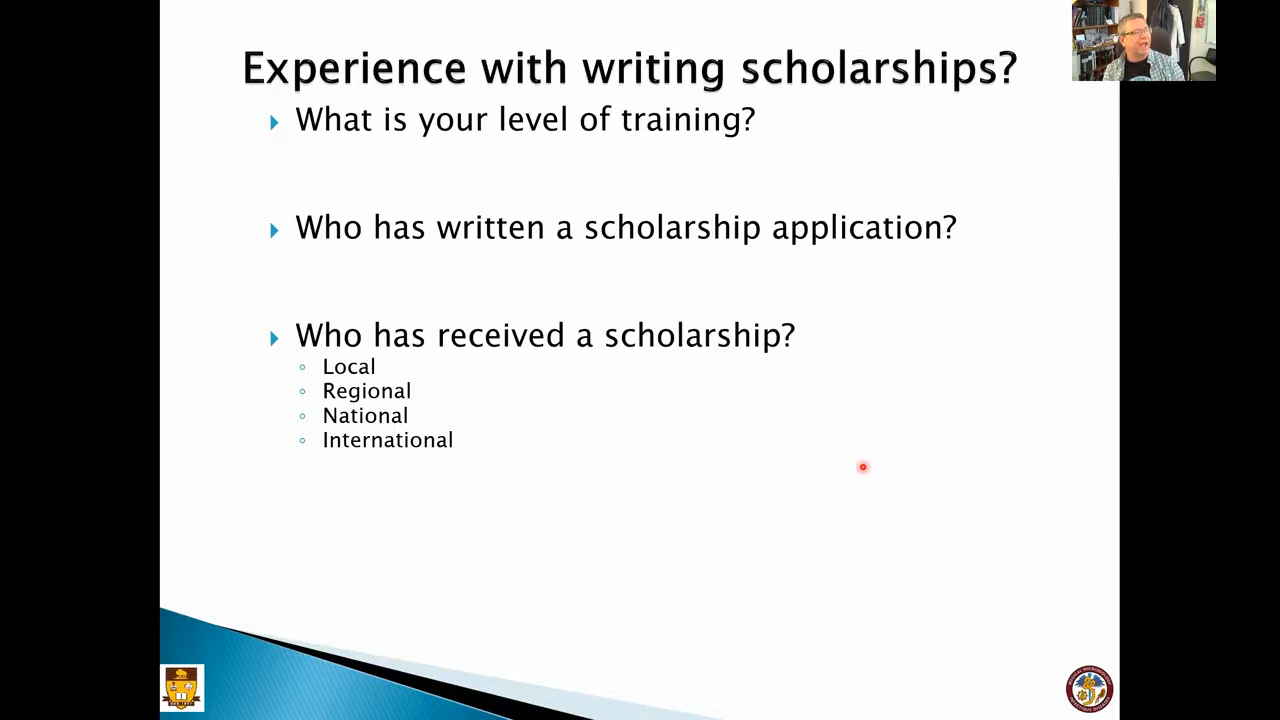 Experience with writing scholarships?
What is your level of training?
Who has written a scholarship application?
Who has received a scholarship?
Local
Regional
National
International